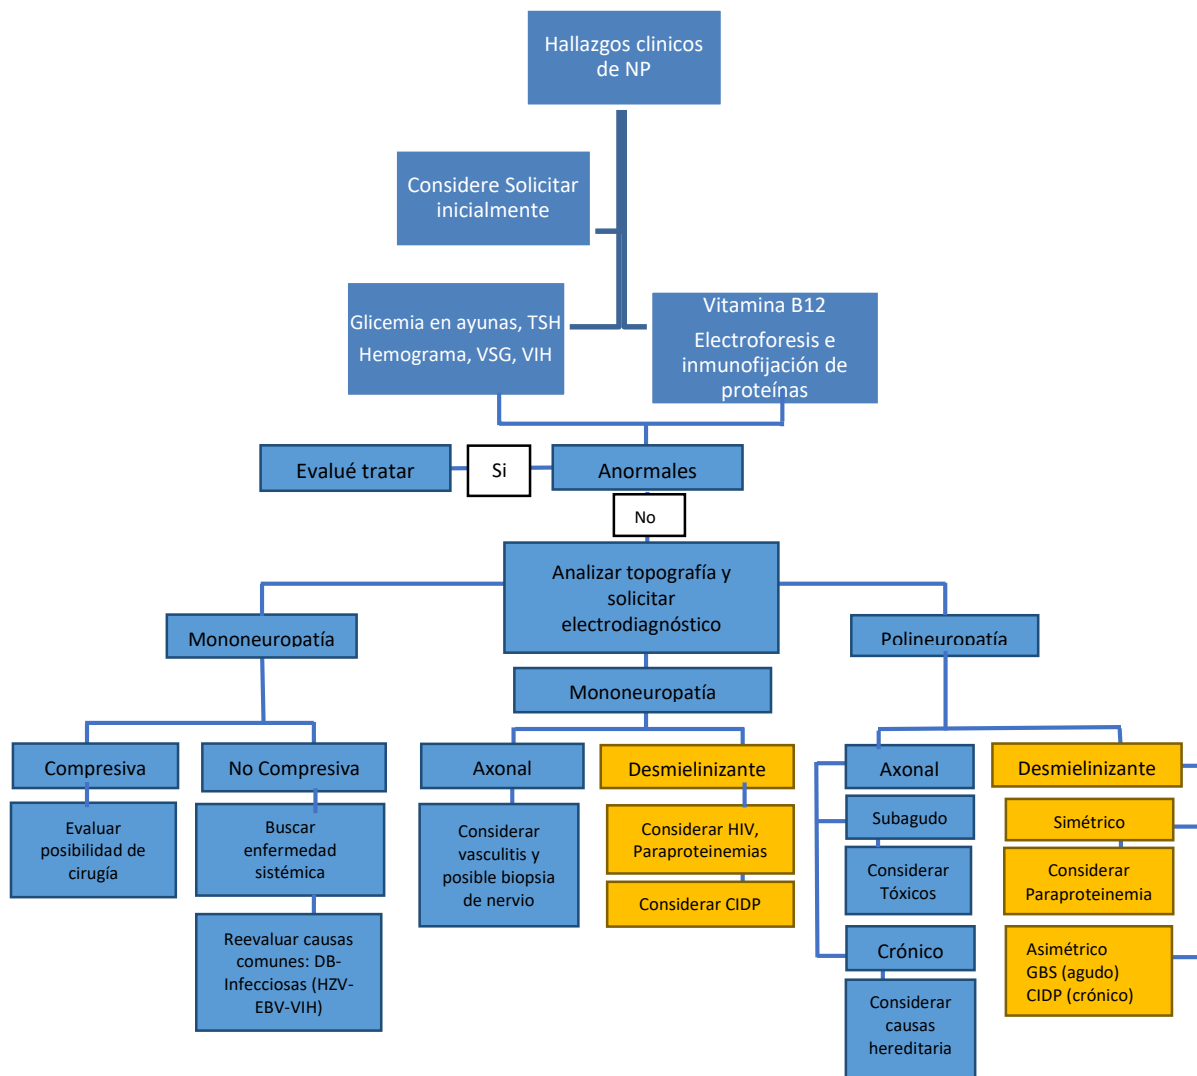 Hallazgos clinicos
de NP
Considere Solicitar
inicialmente
Glicemia en ayunas, TSH
Hemograma, VSG, VIH
Vitamina B12
Electroforesis e
inmunofijación de
proteínas
Evalué tratar
Si
Anormales
No
Analizar topografía y
solicitar
electrodiagnóstico
Mononeuropatía
Polineuropatía
Mononeuropatía
Compresiva
No Compresiva
Axonal
Desmielinizante
Axonal
Desmielinizante
Evaluar
posibilidad de
cirugía
Buscar
enfermedad
sistémica
Considerar
vasculitis y
posible biopsia
de nervio
Considerar HIV,
Paraproteinemias
Considerar CIDP
Subagudo
Simétrico
Considerar
Tóxicos
Considerar
Paraproteinemia
Reevaluar causas
comunes: DB-
Infecciosas (HZV-
EBV-VIH)
Crónico
Asimétrico
GBS (agudo)
CIDP (crónico)
Considerar
causas
hereditaria